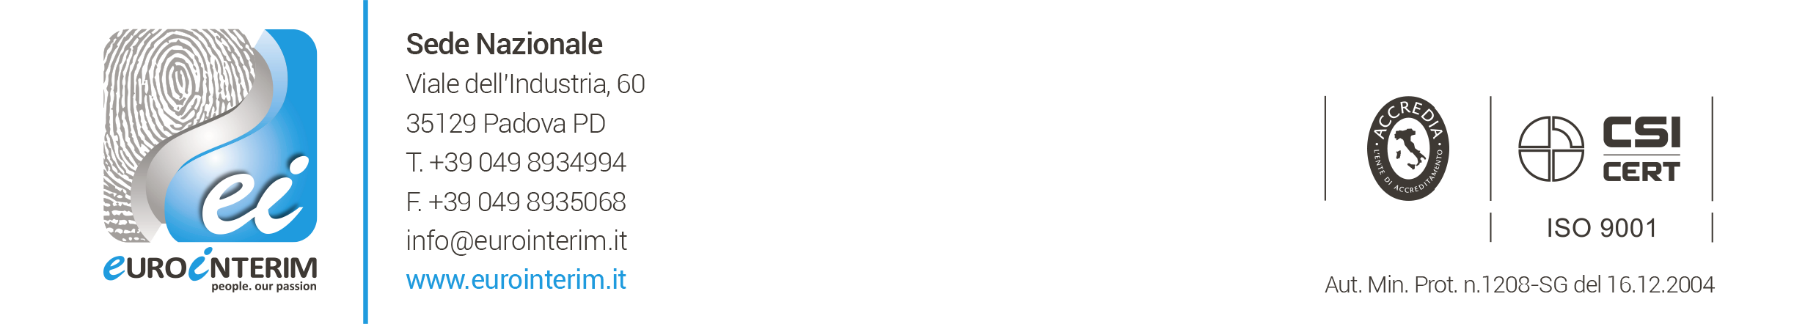 ei
eUROiNTERIM
people. our passion
Sede Nazionale
Viale dell'Industria, 60
35129 Padova PD
T. +39 049 8934994
F. +39 049 8935068
info@eurointerim.it
www.eurointerim.it
ACCREDIA
L'ENTE DI ACCREDITAMENTO
CSI
CERT
ISO 9001
Aut. Min. Prot. n.1208-SG del 16.12.2004